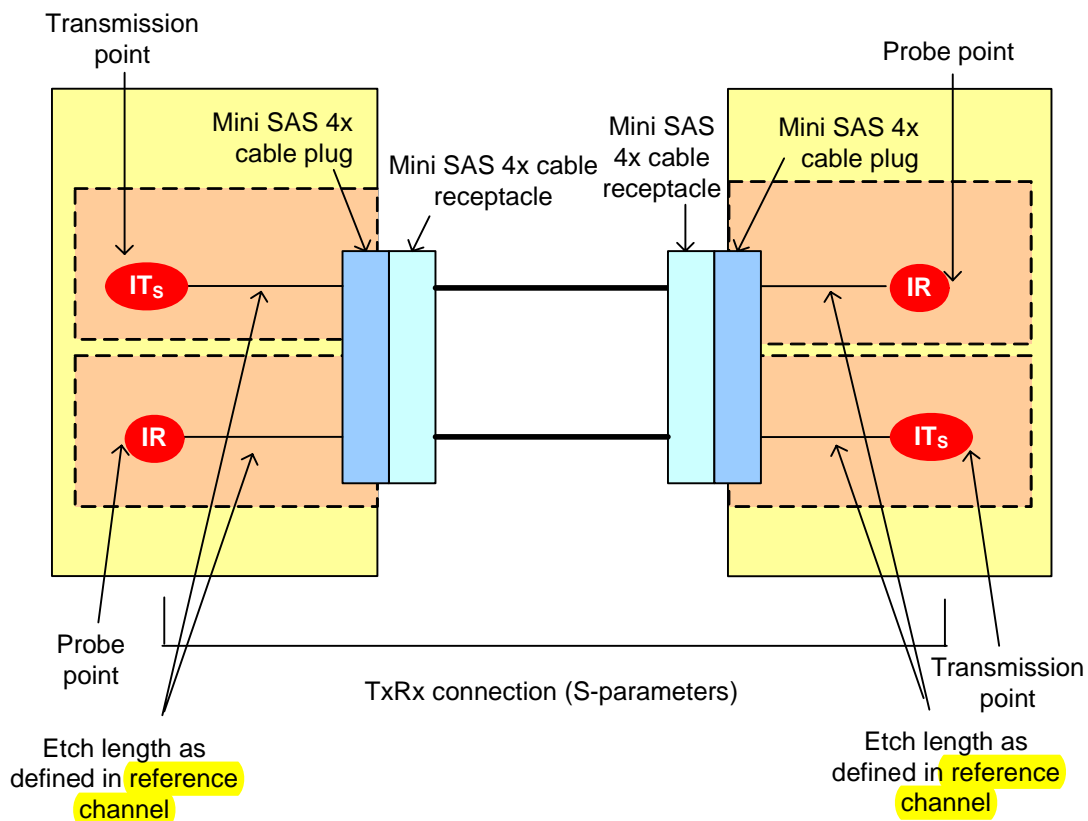 Transmission
point
Probe point
Mini SAS 4x
cable plug
Mini SAS 4x cable
receptacle
Mini SAS
4x cable
receptacle
Mini SAS 4x
cable plug
ITS
IR
IR
ITS
Probe
point
TxRx connection (S-parameters)
Transmission
point
Etch length as
defined in reference
channel
Etch length as
defined in reference
channel